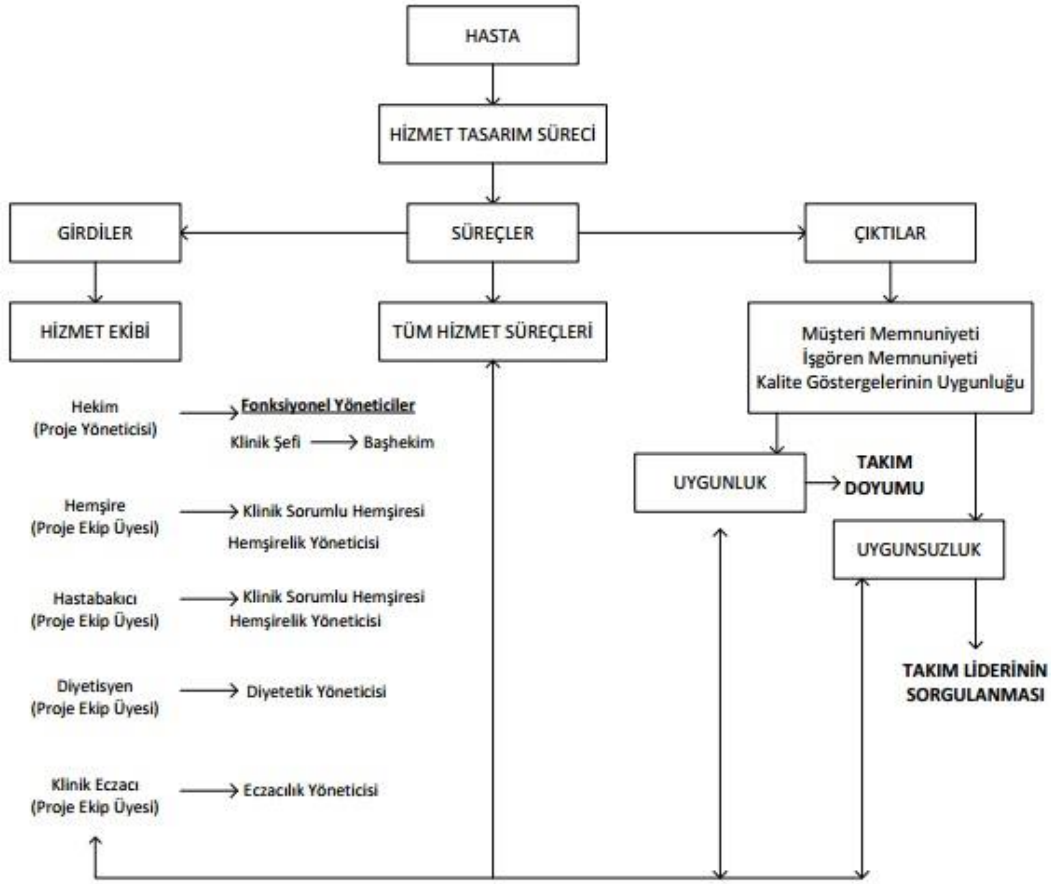 HASTA
HİZMET TASARIM SÜRECİ
GİRDİLER
SÜREÇLER
ÇIKTILAR
HİZMET EKİBİ
TÜM HİZMET SÜREÇLERİ
Müşteri Memnuniyeti
İşgören Memnuniyeti
Kalite Göstergelerinin Uygunluğu
Hekim
(Proje Yöneticisi)
Fonksiyonel Yöneticiler
Klinik Şefi
Başhekim
UYGUNLUK
TAKIM
DOYUMU
Hemşire
(Proje Ekip Üyesi)
Klinik Sorumlu Hemşiresi
Hemşirelik Yöneticisi
UYGUNSUZLUK
Hastabakıcı
(Proje Ekip Üyesi)
Klinik Sorumlu Hemşiresi
Hemşirelik Yöneticisi
TAKIM LİDERİNİN
SORGULANMASI
Diyetisyen
(Proje Ekip Üyesi)
Diyetetik Yöneticisi
Klinik Eczacı
(Proje Ekip Üyesi)
Eczacılık Yöneticisi